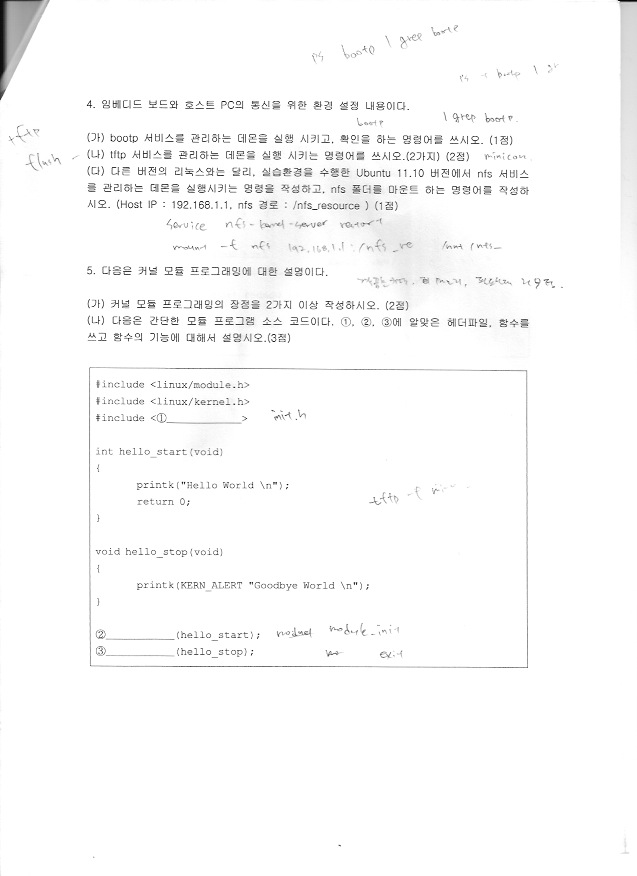 4. 임베디드 보드와 호스트 PC의 통신을 위한 환경 설정 내용이다.
bootp | grep bootp.
(가) bootp 서비스를 관리하는 데몬을 실행 시키고, 확인을 하는 명령어를 쓰시오. (1점)
tftp
(나) tftp 서비스를 관리하는 데몬을 실행 시키는 명령어를 쓰시오.(2가지) (2점) minicom
flash
(다) 다른 버전의 리눅스와는 달리, 실습환경을 수행한 Ubuntu 11.10 버전에서 nfs 서비스
를 관리하는 데몬을 실행시키는 명령을 작성하고, nfs 폴더를 마운트 하는 명령어를 작성하
시오. (Host IP : 192.168.1.1, nfs 경로 : /nfs_resource ) (1점)
service nfs-kernel-server restart
mount -t nfs 192.168.1.1:/nfs_re /mnt/nfs_
5. 다음은 커널 모듈 프로그래밍에 대한 설명이다.
(가) 커널 모듈 프로그래밍의 장점을 2가지 이상 작성하시오. (2점)
(나) 다음은 간단한 모듈 프로그램 소스 코드이다. ①, ②, ③에 알맞은 헤더파일, 함수를
쓰고 함수의 기능에 대해서 설명시오.(3점)
#include <linux/module.h>
#include <linux/kernel.h>
#include <①____________> init.h
int hello_start(void)
{
printk("Hello World \n");
return 0;
}
void hello_stop(void)
{
printk(KERN_ALERT "Goodbye World \n");
}
②___________(hello_start); module_init
③___________(hello_stop); exit